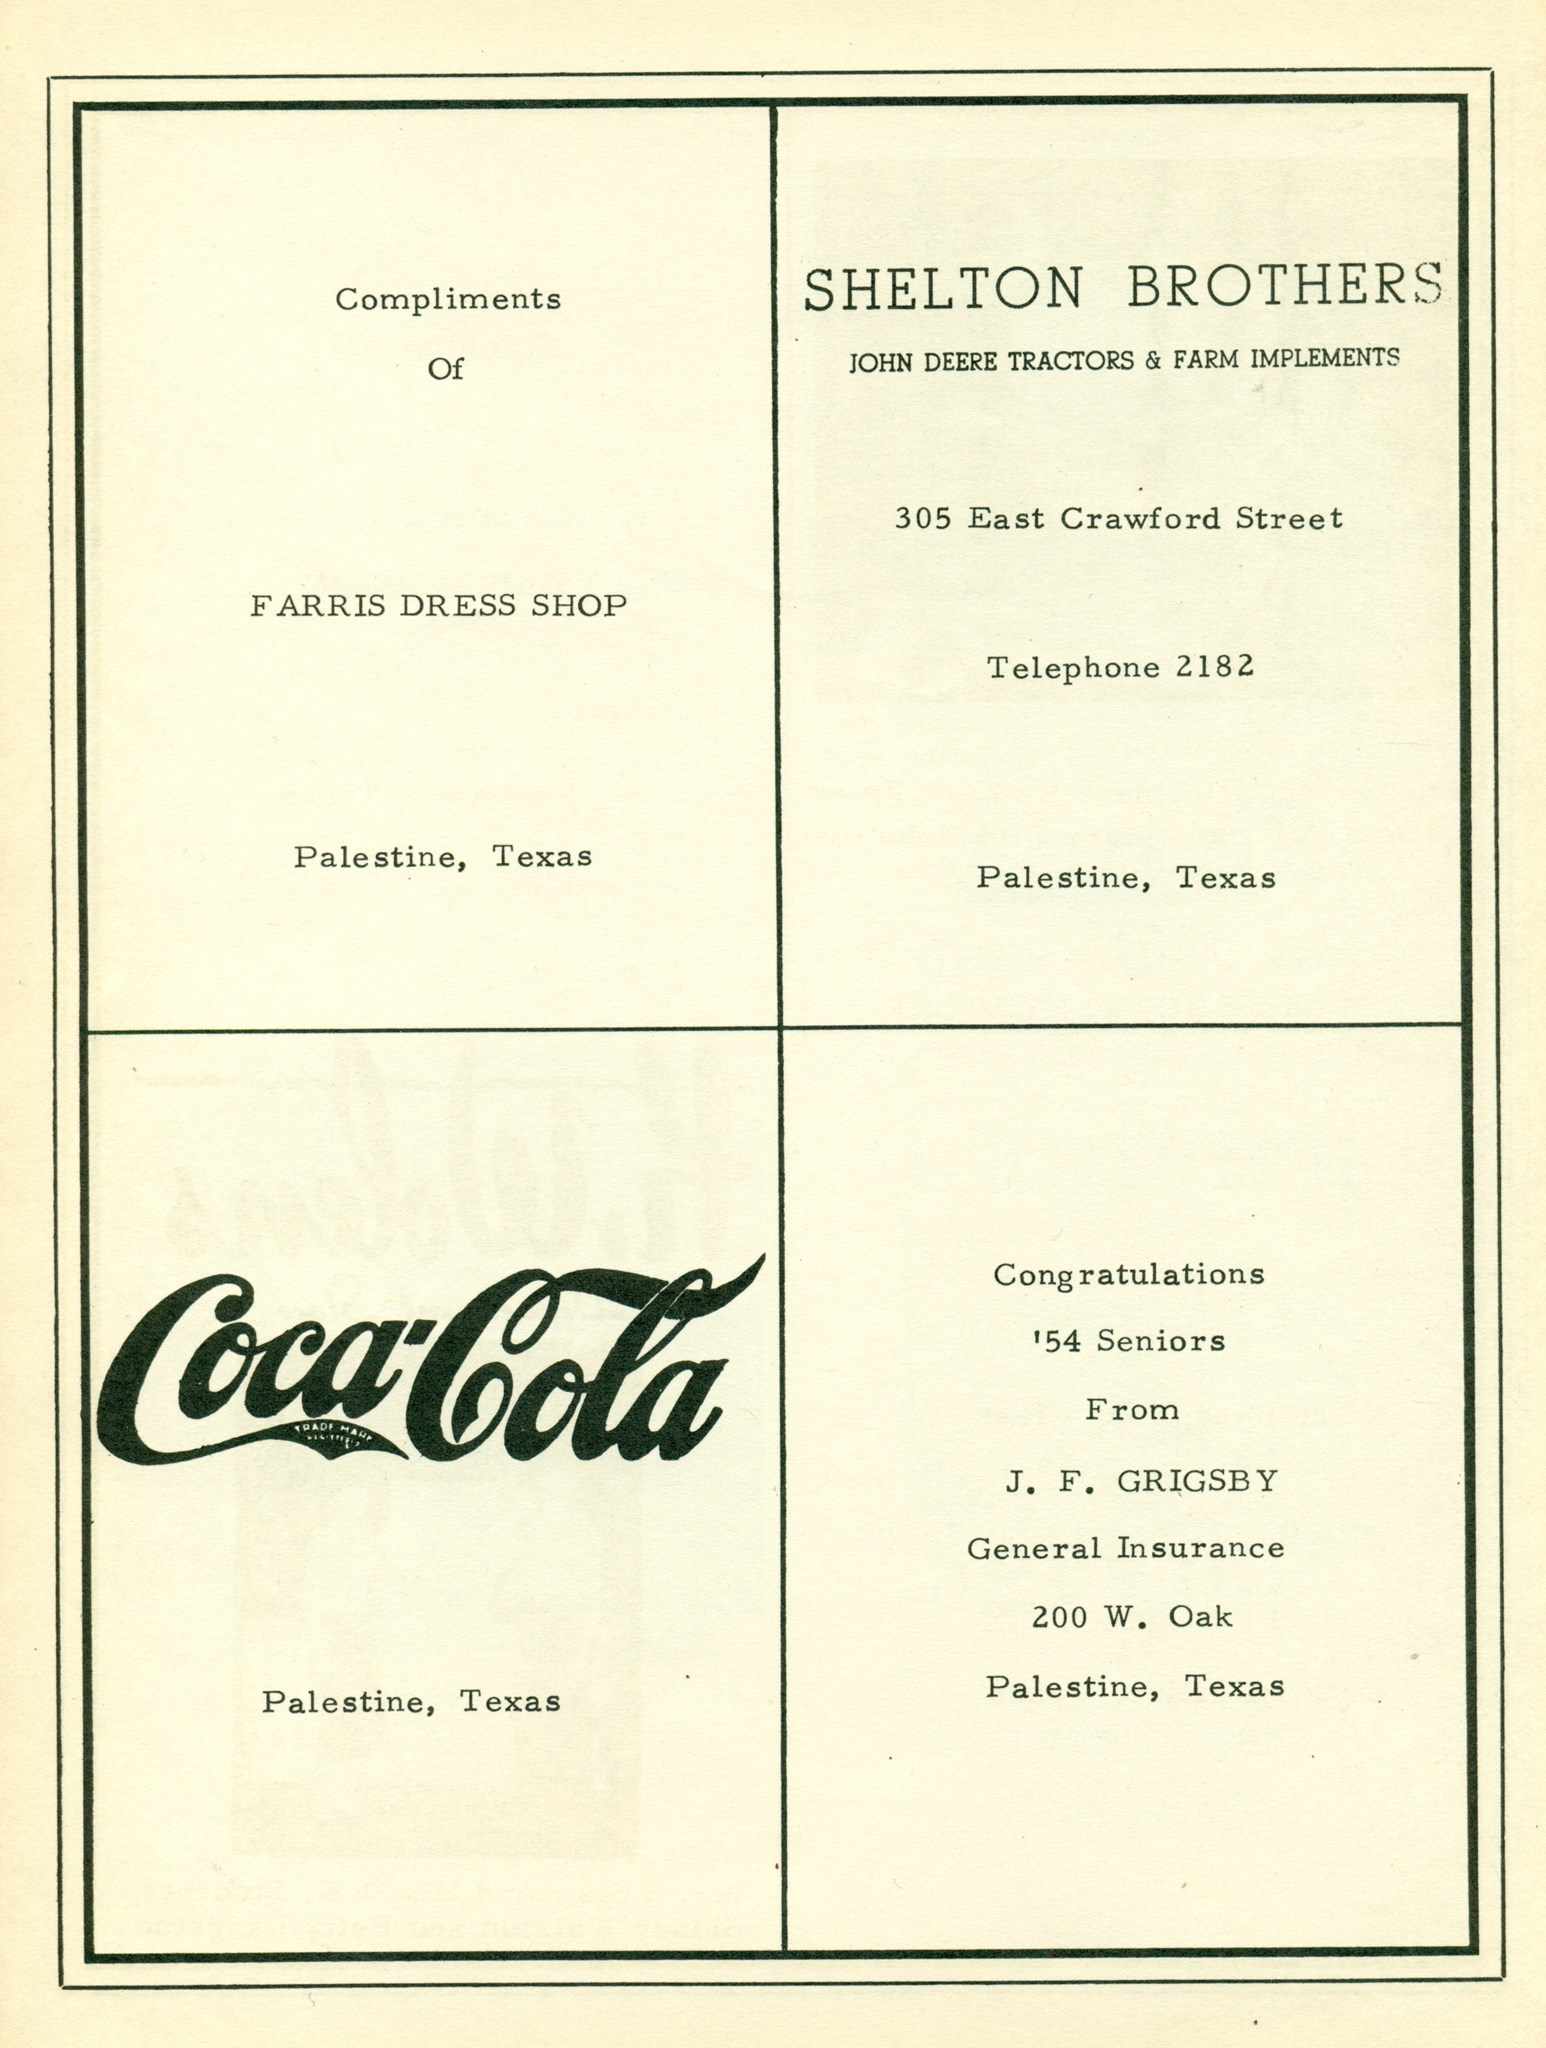 Compliments
Of
FARRIS DRESS SHOP
Palestine, Texas
SHELTON BROTHERS
JOHN DEERE TRACTORS & FARM IMPLEMENTS
305 East Crawford Street
Telephone 2182
Palestine, Texas
Coca-Cola
TRADE MARK
Palestine, Texas
Congratulations
'54 Seniors
From
J. F. GRIGSBY
General Insurance
200 W. Oak
Palestine, Texas